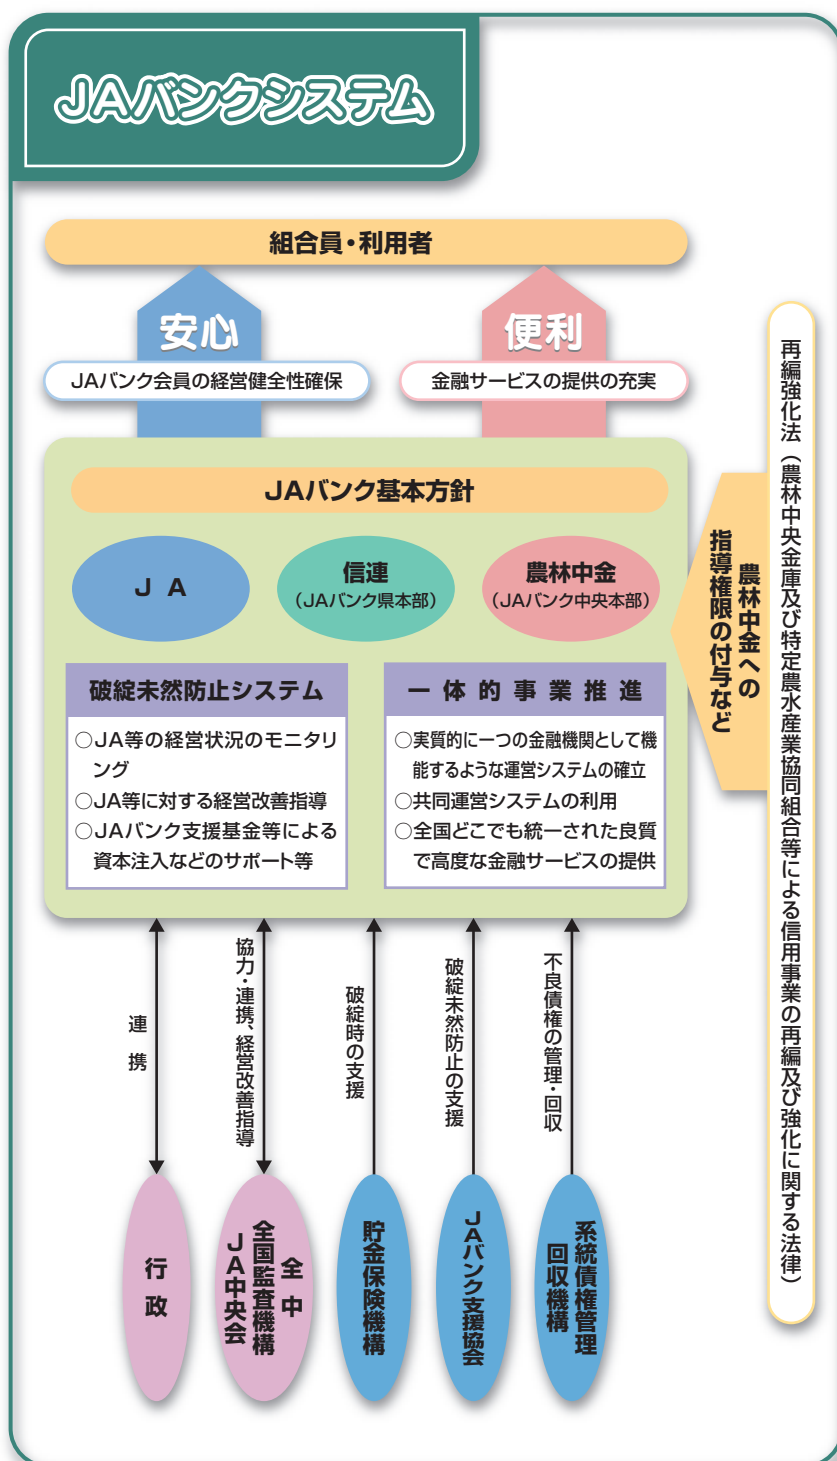 JAバンクシステム
組合員・利用者
安心
JAバンク会員の経営健全性確保
便利
金融サービスの提供の充実
JAバンク基本方針
JA
信連
(JAバンク県本部)
農林中金
(JAバンク中央本部)
破綻未然防止システム
○JA等の経営状況のモニタリ
ング
○JA等に対する経営改善指導
○JAバンク支援基金等による
資本注入などのサポート等
一体的事業推進
○実質的に一つの金融機関として機
能するような運営システムの確立
○共同運営システムの利用
○全国どこでも統一された良質
で高度な金融サービスの提供
農林中金への
指導権限の付与など
再編強化法(農林中央金庫及び特定農水産業協同組合等による信用事業の再編及び強化に関する法律)
連携
協力・連携、経営改善指導
破綻時の支援
破綻未然防止の支援
不良債権の管理・回収
行政
全中
全国監査機構
JA中央会
貯金保険機構
JAバンク支援協会
系統債権管理
回収機構